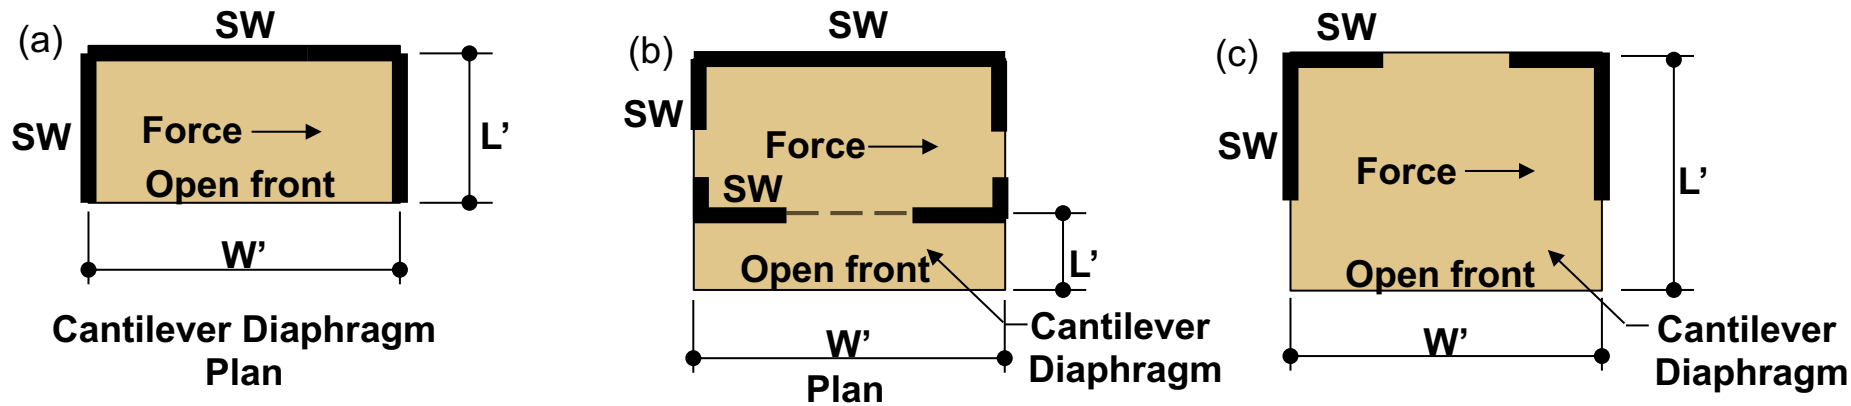 (a)
SW
SW
Force
Open front
L’
W’
Cantilever Diaphragm
Plan
(b)
SW
SW
Force
SW
Open front
L’
W’
Cantilever
Diaphragm
Plan
(c)
SW
SW
Force
Open front
L’
W’
Cantilever
Diaphragm